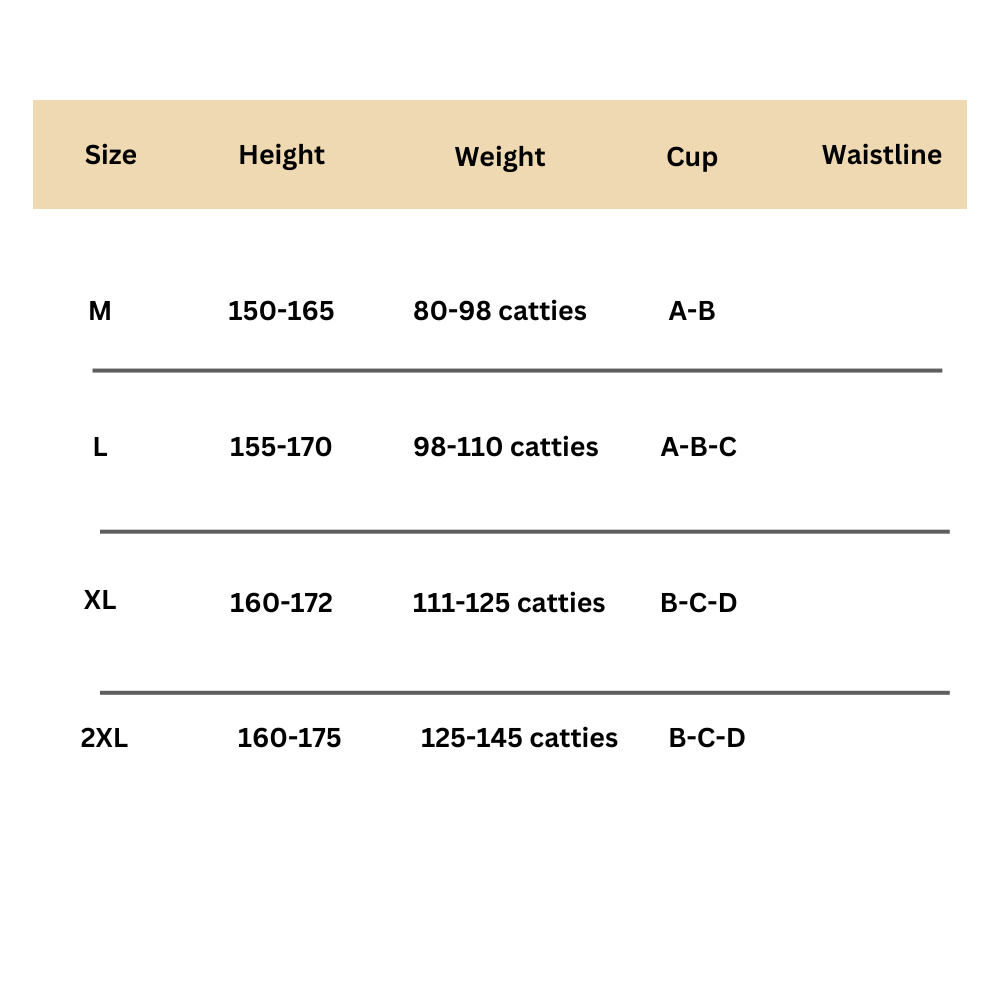 Size Height Weight Cup Waistline
M 150-165 80-98 catties A-B
L 155-170 98-110 catties A-B-C
XL 160-172 111-125 catties B-C-D
2XL 160-175 125-145 catties B-C-D